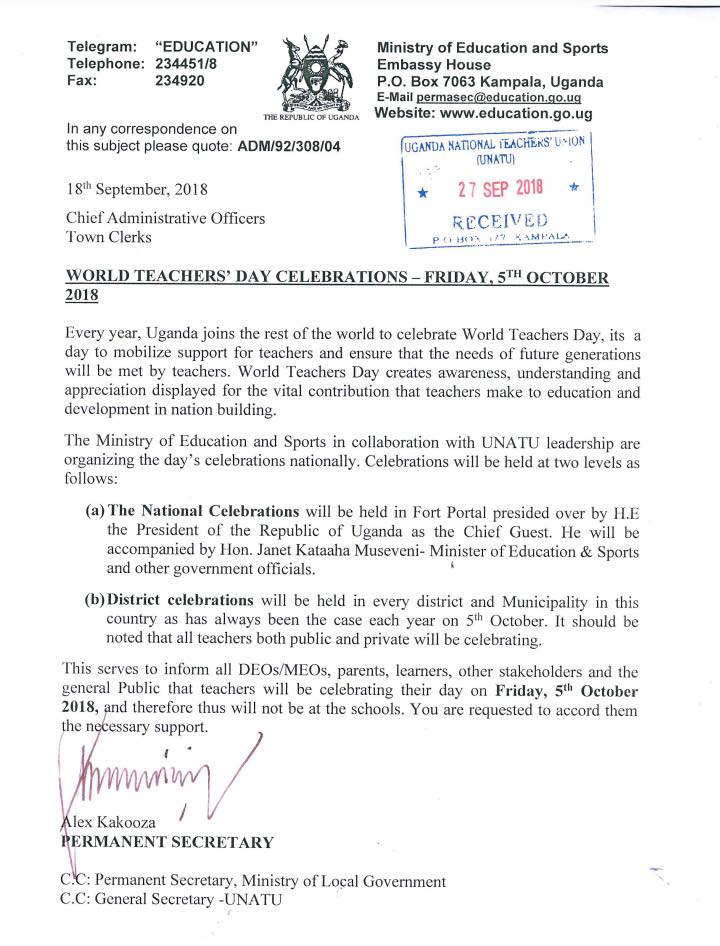 Telegram: “EDUCATION”
Telephone: 234451/8
Fax: 234920
THE REPUBLIC OF UGANDA
Ministry of Education and Sports
Embassy House
P.O. Box 7063 Kampala, Uganda
E-Mail permasec@education.go.ug
Website: www.education.go.ug
In any correspondence on
this subject please quote: ADM/92/308/04
UGANDA NATIONAL TEACHERS' UNION
(UNATU)
★ 27 SEP 2018 ★
RECEIVED
P O BOX KAMPALA
18th September, 2018
Chief Administrative Officers
Town Clerks
WORLD TEACHERS’ DAY CELEBRATIONS – FRIDAY, 5TH OCTOBER
2018
Every year, Uganda joins the rest of the world to celebrate World Teachers Day, its a
day to mobilize support for teachers and ensure that the needs of future generations
will be met by teachers. World Teachers Day creates awareness, understanding and
appreciation displayed for the vital contribution that teachers make to education and
development in nation building.
The Ministry of Education and Sports in collaboration with UNATU leadership are
organizing the day’s celebrations nationally. Celebrations will be held at two levels as
follows:
(a) The National Celebrations will be held in Fort Portal presided over by H.E
the President of the Republic of Uganda as the Chief Guest. He will be
accompanied by Hon. Janet Kataaha Museveni- Minister of Education & Sports
and other government officials.
(b) District celebrations will be held in every district and Municipality in this
country as has always been the case each year on 5th October. It should be
noted that all teachers both public and private will be celebrating.
This serves to inform all DEOs/MEOs, parents, learners, other stakeholders and the
general Public that teachers will be celebrating their day on Friday, 5th October
2018, and therefore thus will not be at the schools. You are requested to accord them
the necessary support.
Alex Kakooza
PERMANENT SECRETARY
C.C: Permanent Secretary, Ministry of Local Government
C.C: General Secretary -UNATU